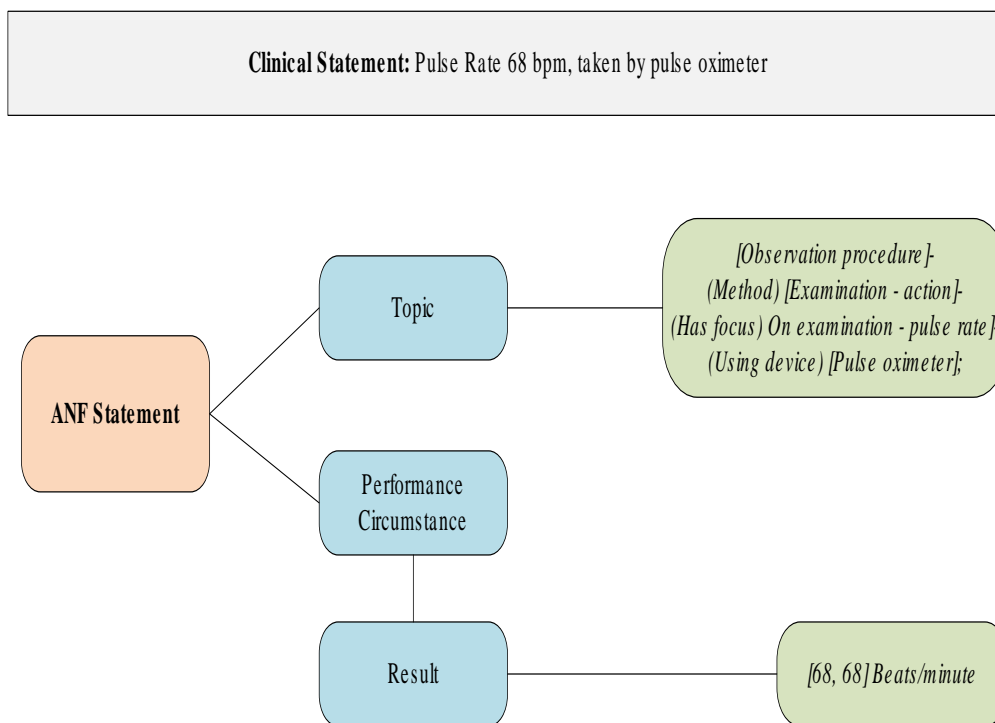 Clinical Statement: Pulse Rate 68 bpm, taken by pulse oximeter
[Observation procedure]-
(Method) [Examination - action]-
Topic
(Has focus) On examination - pulse rate]
(Using device) [Pulse oximeter];
ANF Statement
Performance
Circumstance
Result
[68, 68] Beats/minute